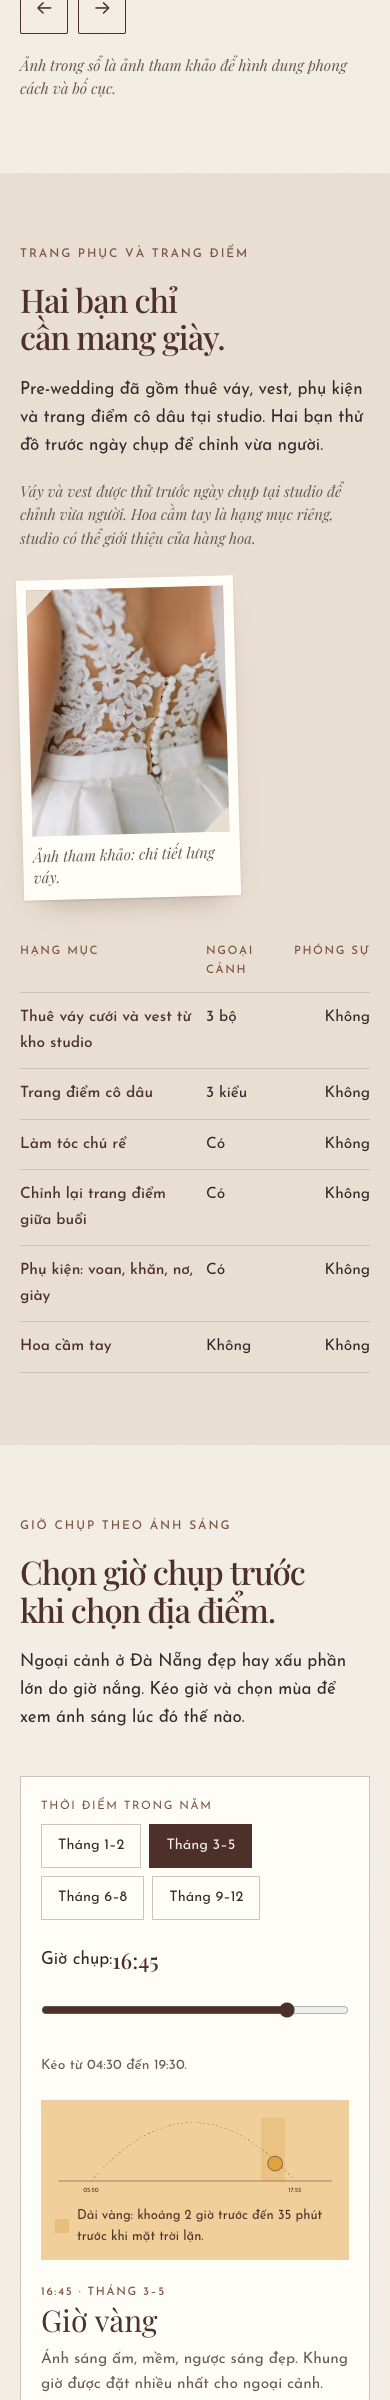 Ảnh trong sổ là ảnh tham khảo để hình dung phong
cách và bố cục.
TRANG PHỤC VÀ TRANG ĐIỂM
Hai bạn chỉ
cần mang giày.
Pre-wedding đã gồm thuê váy, vest, phụ kiện
và trang điểm cô dâu tại studio. Hai bạn thử
đồ trước ngày chụp để chỉnh vừa người.
Váy và vest được thử trước ngày chụp tại studio để
chỉnh vừa người. Hoa cầm tay là hạng mục riêng,
studio có thể giới thiệu cửa hàng hoa.
Ảnh tham khảo: chi tiết lưng
váy.
HẠNG MỤC NGOẠI PHÓNG SỰ
CẢNH
Thuê váy cưới và vest từ 3 bộ Không
kho studio
Trang điểm cô dâu 3 kiểu Không
Làm tóc chú rể Có Không
Chỉnh lại trang điểm Có Không
giữa buổi
Phụ kiện: voan, khăn, nơ, Có Không
giày
Hoa cầm tay Không Không
GIỜ CHỤP THEO ÁNH SÁNG
Chọn giờ chụp trước
khi chọn địa điểm.
Ngoại cảnh ở Đà Nẵng đẹp hay xấu phần
lớn do giờ nắng. Kéo giờ và chọn mùa để
xem ánh sáng lúc đó thế nào.
THỜI ĐIỂM TRONG NĂM
Tháng 1–2 Tháng 3–5
Tháng 6–8 Tháng 9–12
Giờ chụp:16:45
Kéo từ 04:30 đến 19:30.
05:50 17:55
Dải vàng: khoảng 2 giờ trước đến 35 phút
trước khi mặt trời lặn.
16:45 · THÁNG 3–5
Giờ vàng
Ánh sáng ấm, mềm, ngược sáng đẹp. Khung
giờ được đặt nhiều nhất cho ngoại cảnh.